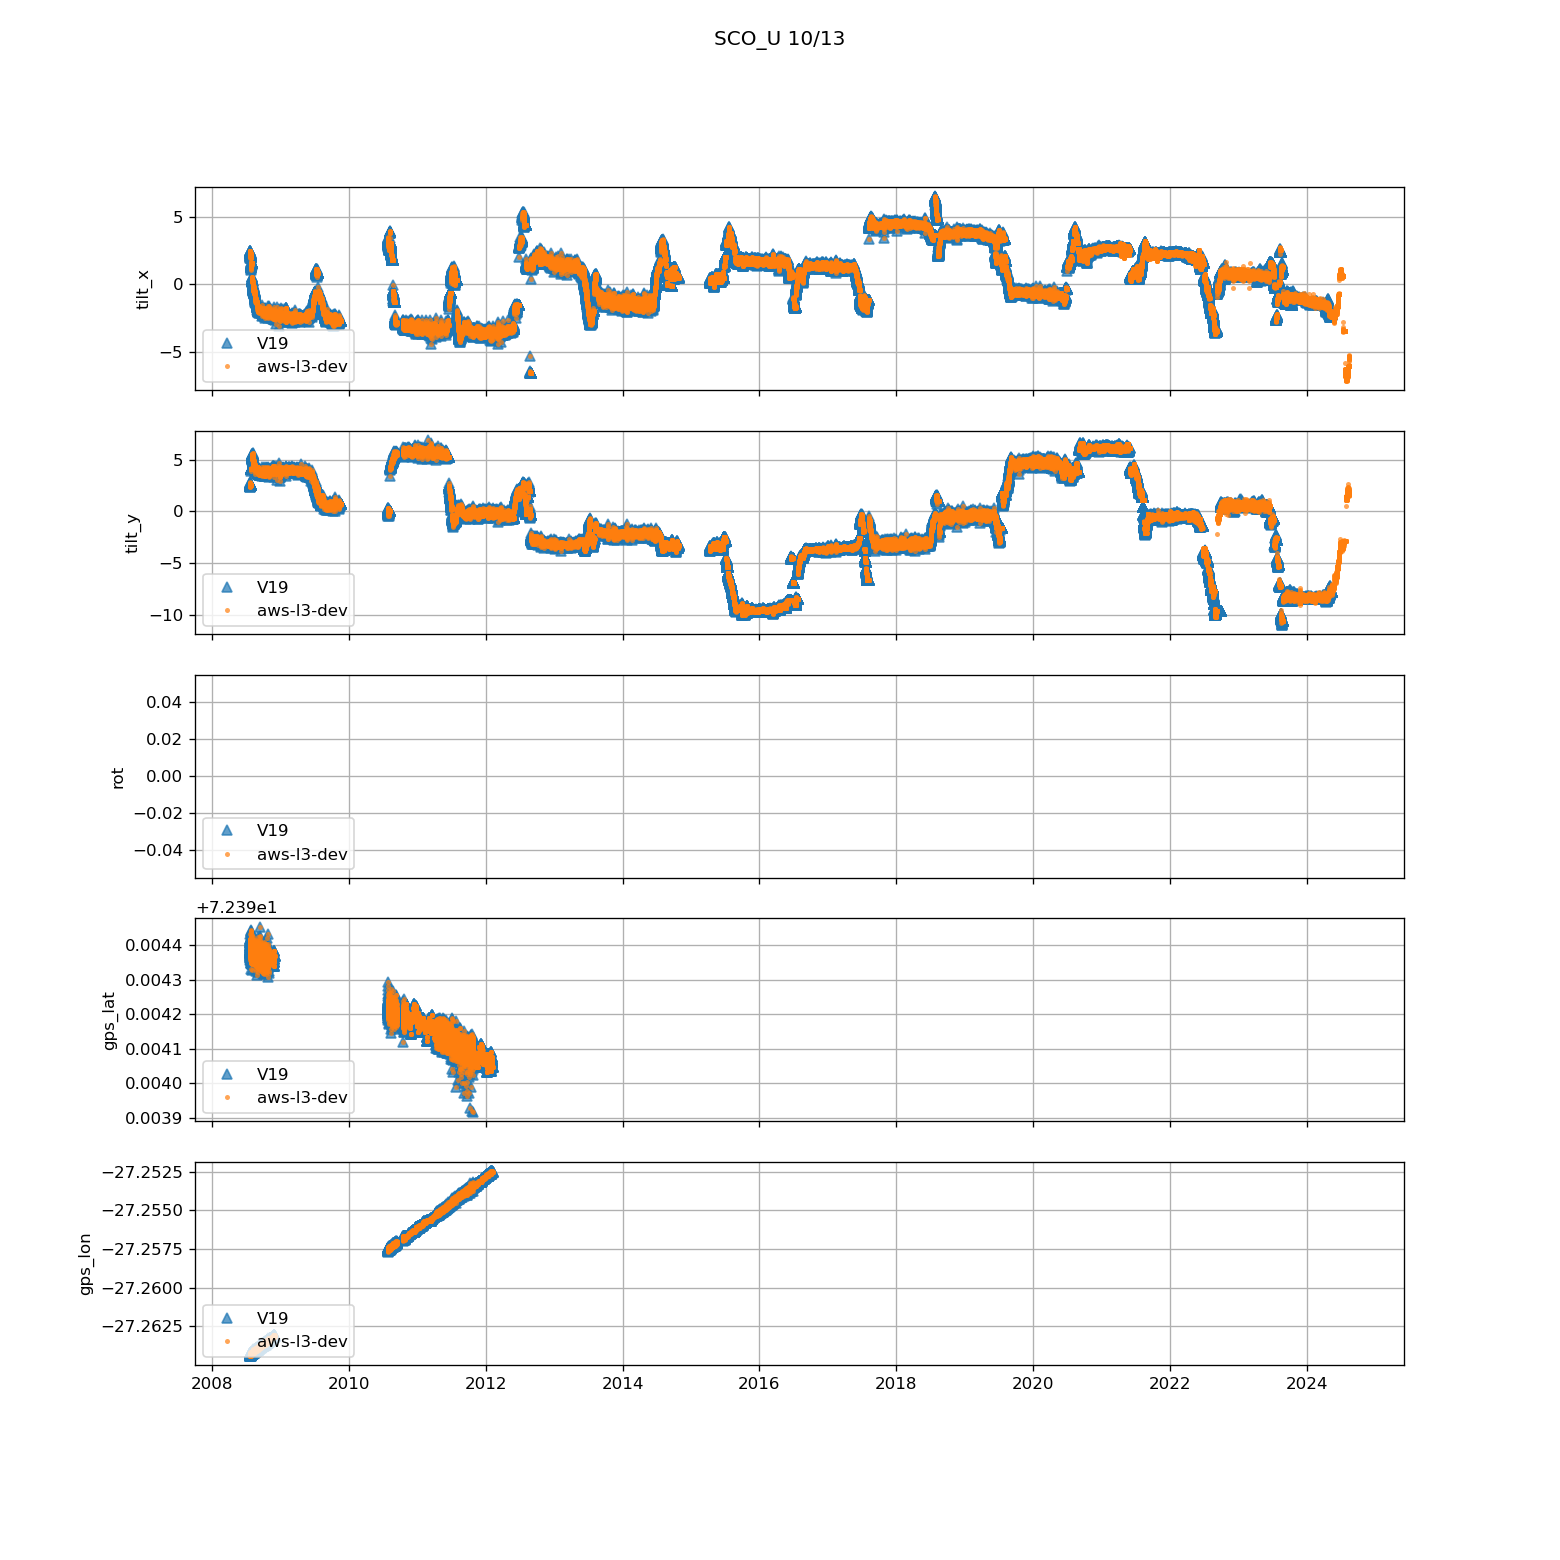 SCO_U 10/13
5
0
−5
tilt_x
V19
aws-l3-dev
5
0
−5
−10
tilt_y
V19
aws-l3-dev
0.04
0.02
0.00
−0.02
−0.04
rot
V19
aws-l3-dev
+7.239e1
0.0044
0.0043
0.0042
0.0041
0.0040
0.0039
gps_lat
V19
aws-l3-dev
−27.2525
−27.2550
−27.2575
−27.2600
−27.2625
gps_lon
V19
aws-l3-dev
2008 2010 2012 2014 2016 2018 2020 2022 2024